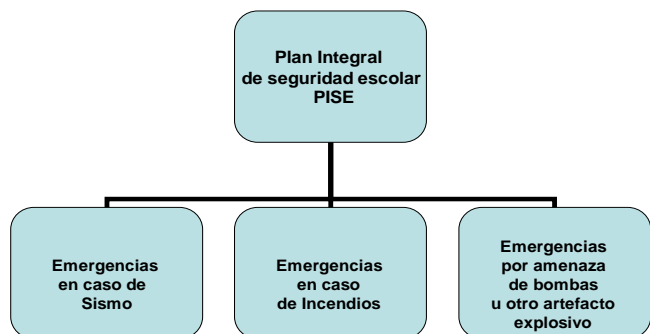 Plan Integral
de seguridad escolar
PISE
Emergencias
en caso de
Sismo
Emergencias
en caso
de Incendios
Emergencias
por amenaza
de bombas
u otro artefacto
explosivo